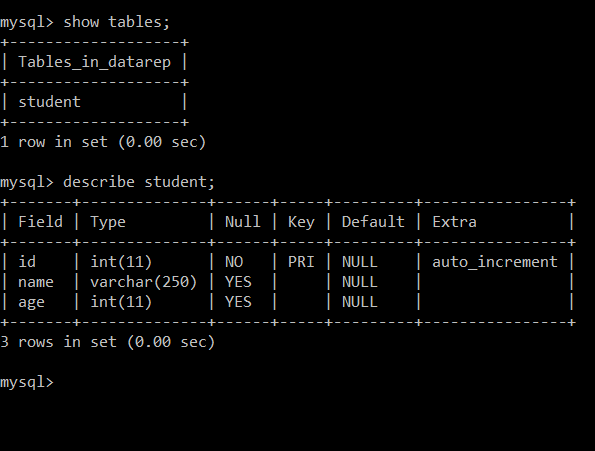 mysql> show tables;
+-------------------+
| Tables_in_datarep |
+-------------------+
| student           |
+-------------------+
1 row in set (0.00 sec)

mysql> describe student;
+-------+--------------+------+-----+---------+----------------+
| Field | Type         | Null | Key | Default | Extra          |
+-------+--------------+------+-----+---------+----------------+
| id    | int(11)      | NO   | PRI | NULL    | auto_increment |
| name  | varchar(250) | YES  |     | NULL    |                |
| age   | int(11)      | YES  |     | NULL    |                |
+-------+--------------+------+-----+---------+----------------+
3 rows in set (0.00 sec)

mysql>